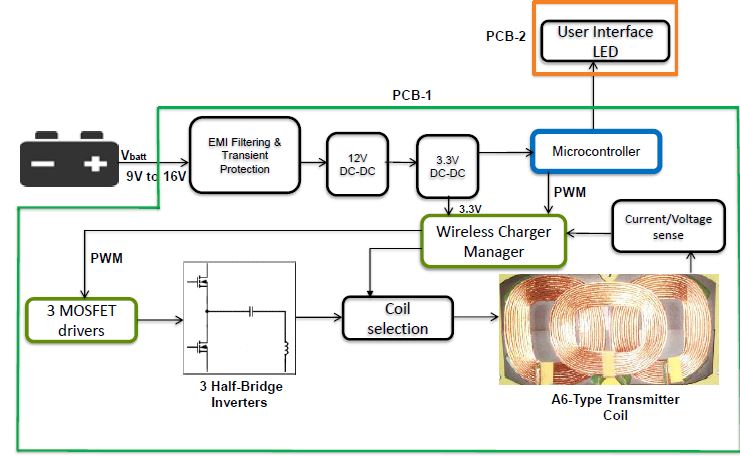 PCB-2
User Interface
LED
PCB-1
EMI Filtering &
Transient
Protection
12V
DC-DC
3.3V
DC-DC
Microcontroller
Vbatt
9V to 16V
PWM
3.3V
Wireless Charger
Manager
Current/Voltage
sense
PWM
3 MOSFET
drivers
Coil
selection
3 Half-Bridge
Inverters
A6-Type Transmitter
Coil